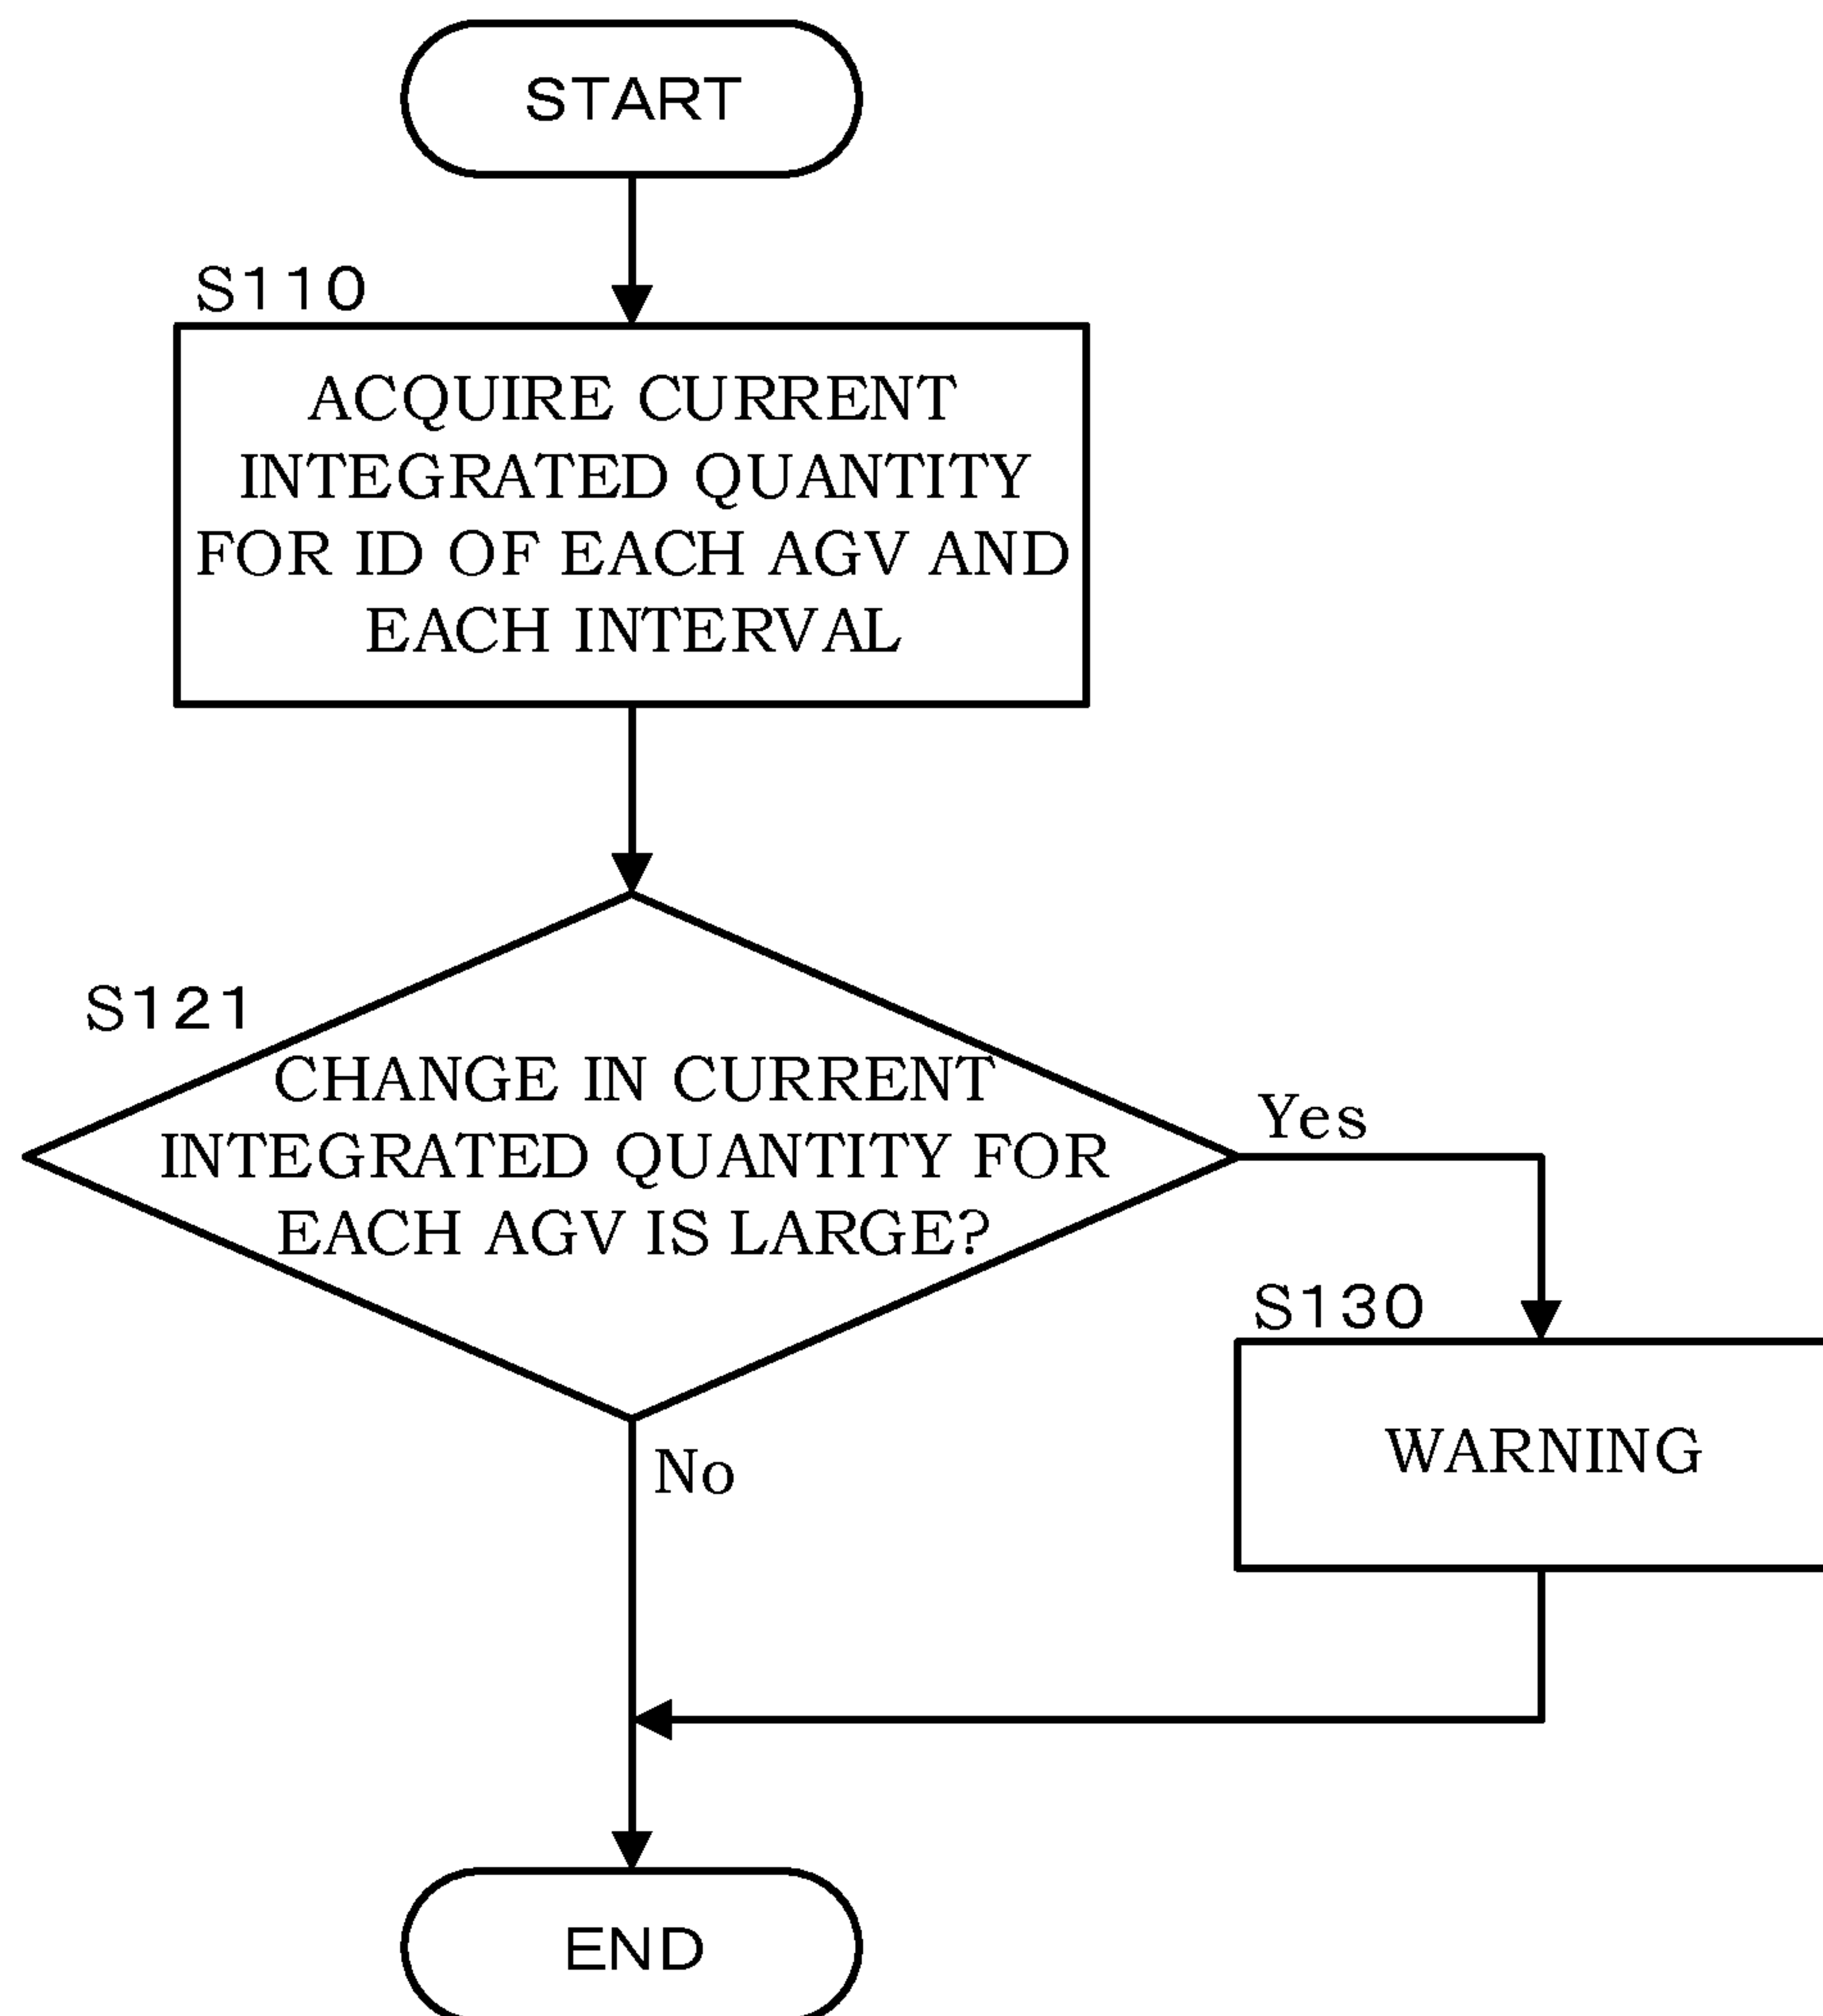 START
S110
ACQUIRE CURRENT
INTEGRATED QUANTITY
FOR ID OF EACH AGV AND
EACH INTERVAL
S121
CHANGE IN CURRENT
INTEGRATED QUANTITY FOR
EACH AGV IS LARGE?
Yes
S130
WARNING
No
END